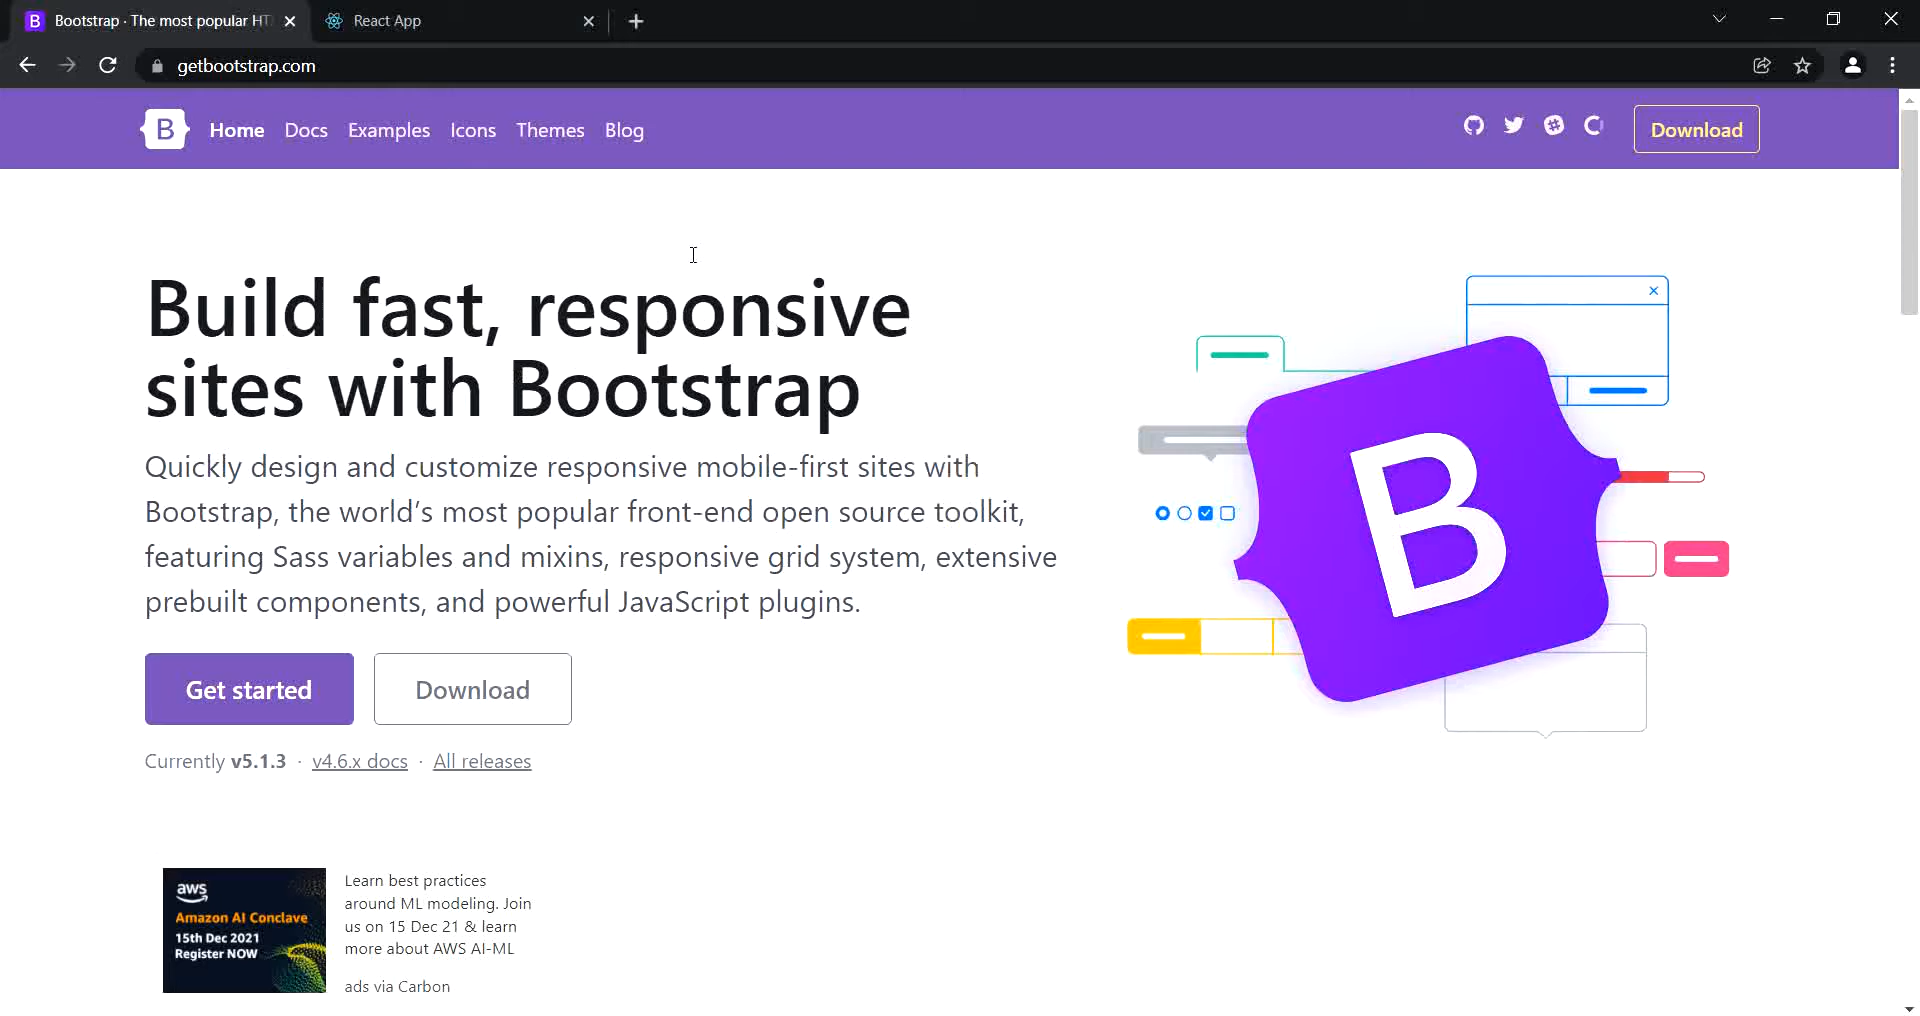 Bootstrap · The most popular HT
React App
getbootstrap.com
B Home Docs Examples Icons Themes Blog Download
Build fast, responsive
sites with Bootstrap
Quickly design and customize responsive mobile-first sites with
Bootstrap, the world's most popular front-end open source toolkit,
featuring Sass variables and mixins, responsive grid system, extensive
prebuilt components, and powerful JavaScript plugins.
B
Get started Download
Currently v5.1.3 · v4.6.x docs · All releases
aws
Amazon AI Conclave
15th Dec 2021
Register NOW
Learn best practices
around ML modeling. Join
us on 15 Dec 21 & learn
more about AWS AI-ML
ads via Carbon